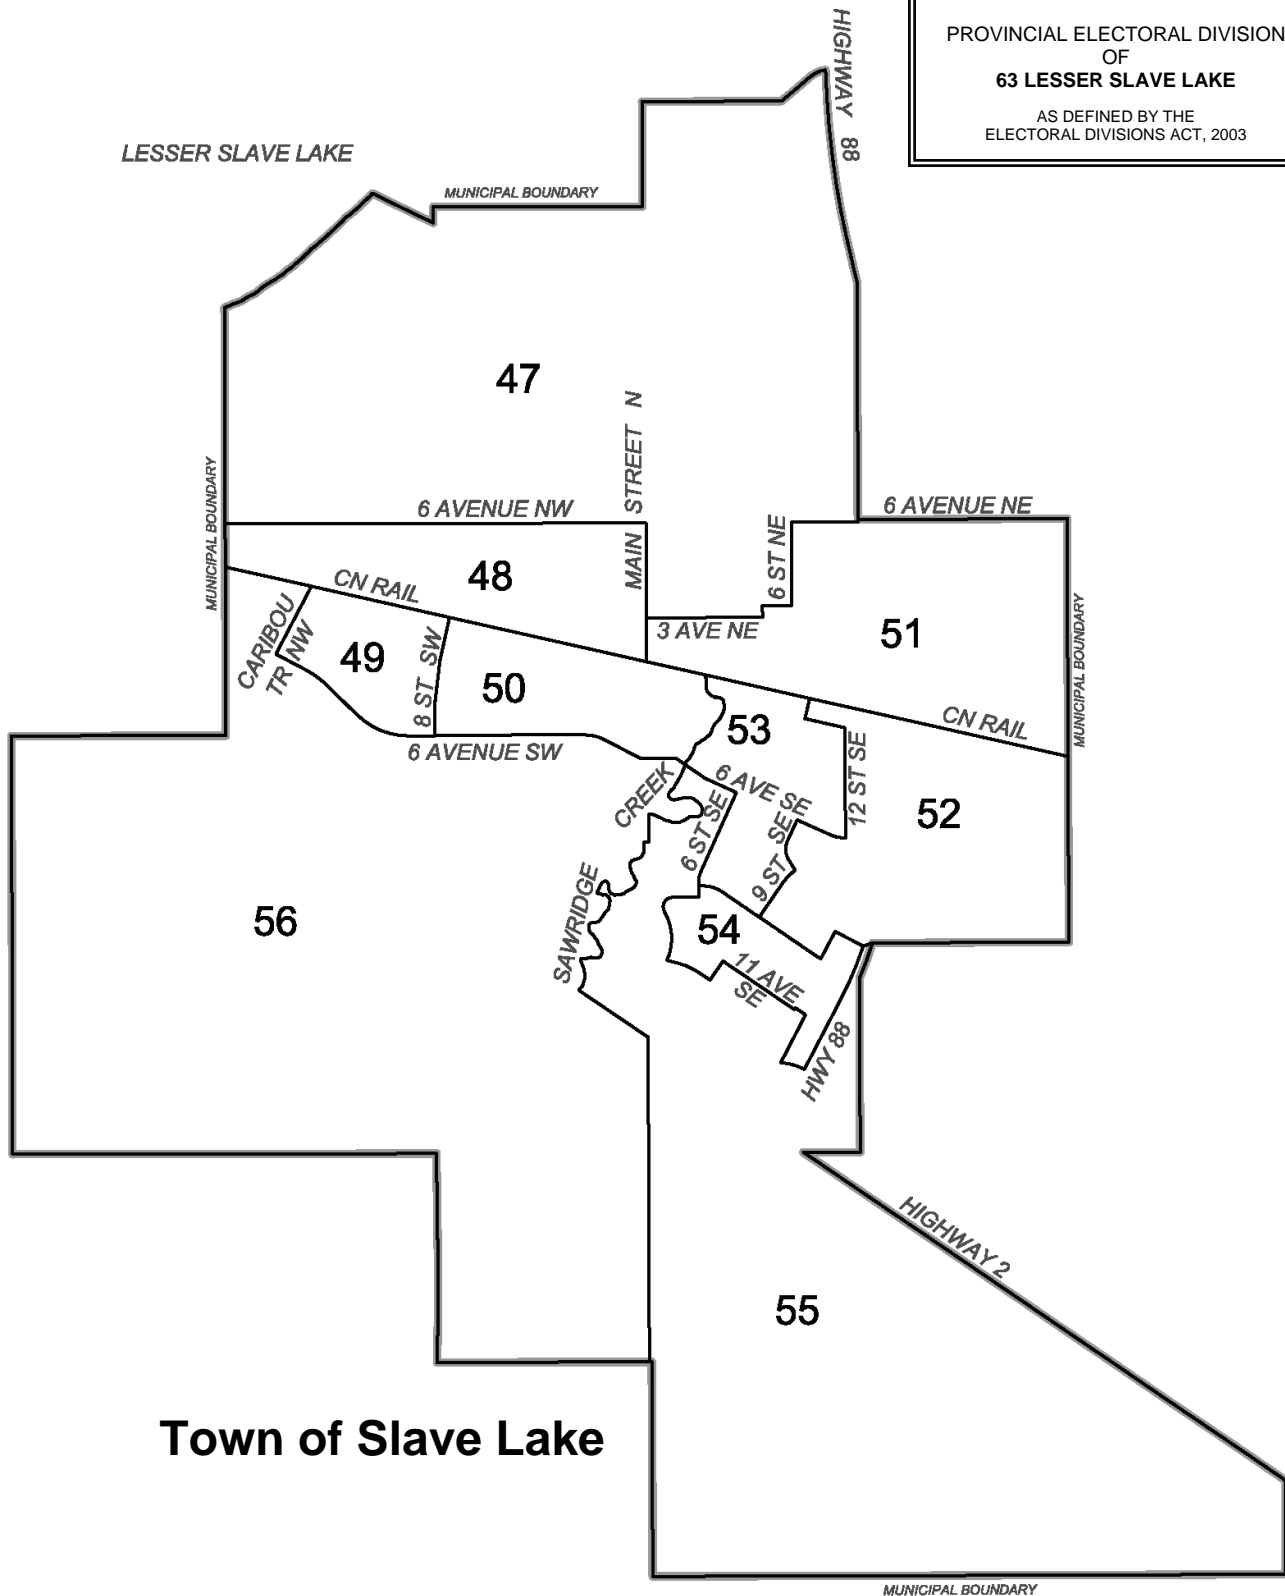 PROVINCIAL ELECTORAL DIVISION
OF
63 LESSER SLAVE LAKE
AS DEFINED BY THE
ELECTORAL DIVISIONS ACT, 2003
HIGHWAY 88
LESSER SLAVE LAKE
MUNICIPAL BOUNDARY
47
MAIN STREET N
MUNICIPAL BOUNDARY
6 AVENUE NW
6 AVENUE NE
6 ST NE
48
CN RAIL
3 AVE NE
51
MUNICIPAL BOUNDARY
CARIBOU
TR NW
49
8 ST SW
50
CN RAIL
53
6 AVENUE SW
12 ST SE
6 AVE SE
CREEK
6 ST SE
9 ST SE
52
SAWRIDGE
56
54
11 AVE
SE
HWY 88
HIGHWAY 2
55
Town of Slave Lake
MUNICIPAL BOUNDARY